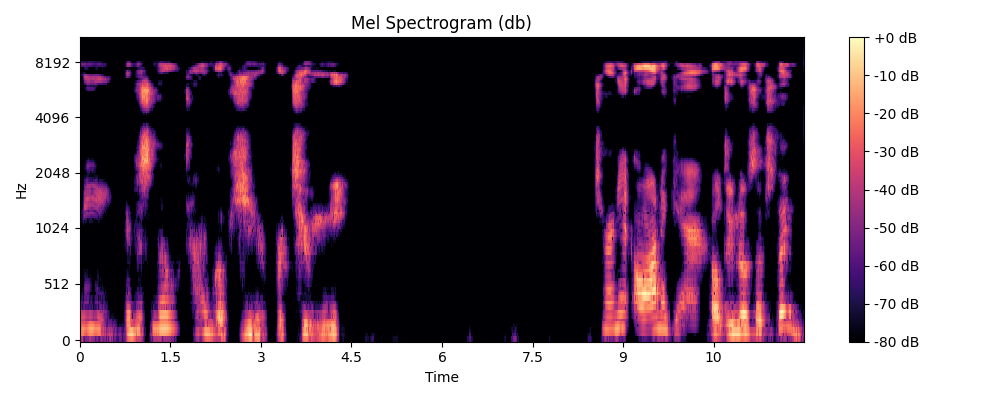 Mel Spectrogram (db)
Hz
8192
4096
2048
1024
512
0
0 1.5 3 4.5 6 7.5 9 10
Time
+0 dB
-10 dB
-20 dB
-30 dB
-40 dB
-50 dB
-60 dB
-70 dB
-80 dB